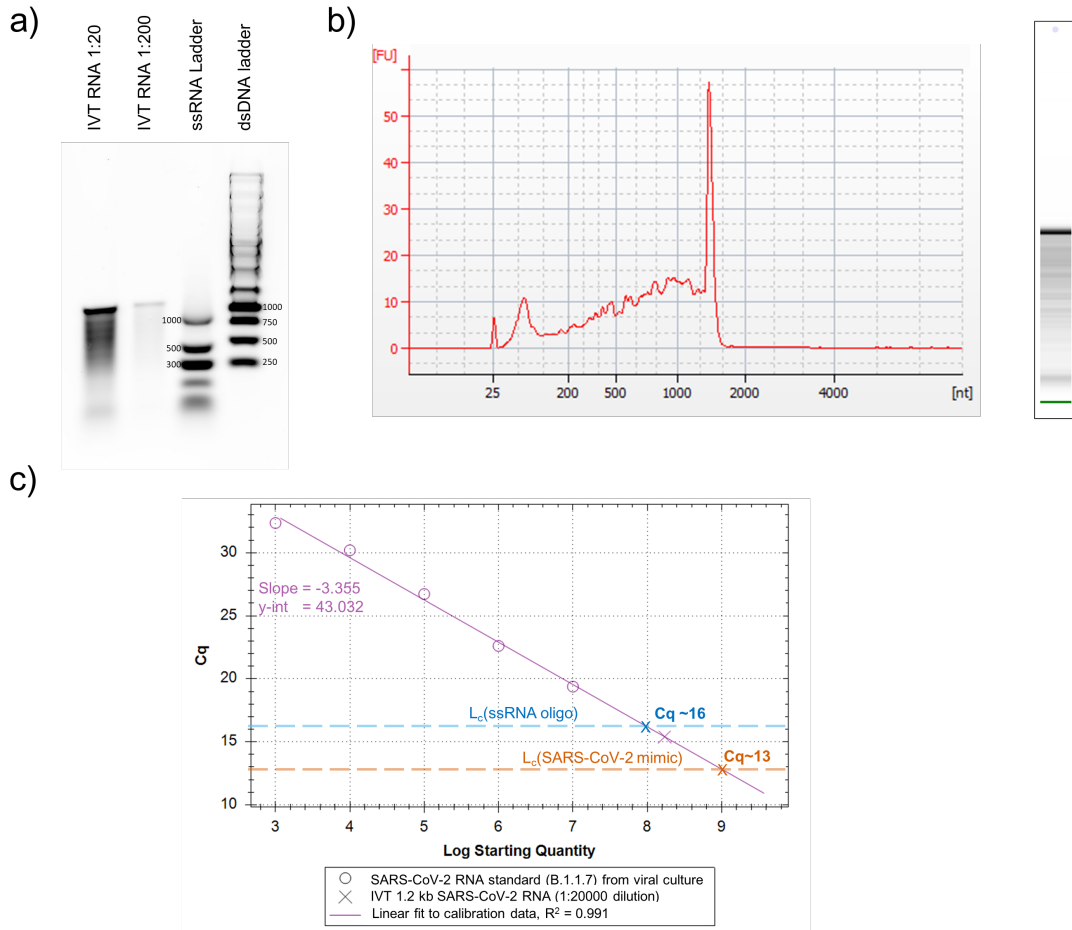 a)
IVT RNA 1:20
IVT RNA 1:200
ssRNA Ladder
dsDNA ladder
1000
500
300
1000
750
500
250
b)
[FU]
50
40
30
20
10
0
25 200 500 1000 2000 4000 [nt]
c)
Cq
30
25
20
15
10
Slope = -3.355
y-int = 43.032
Lc(ssRNA oligo)
Cq ~16
Lc(SARS-CoV-2 mimic)
Cq~13
3 4 5 6 7 8 9
Log Starting Quantity
SARS-CoV-2 RNA standard (B.1.1.7) from viral culture
IVT 1.2 kb SARS-CoV-2 RNA (1:20000 dilution)
Linear fit to calibration data, R² = 0.991